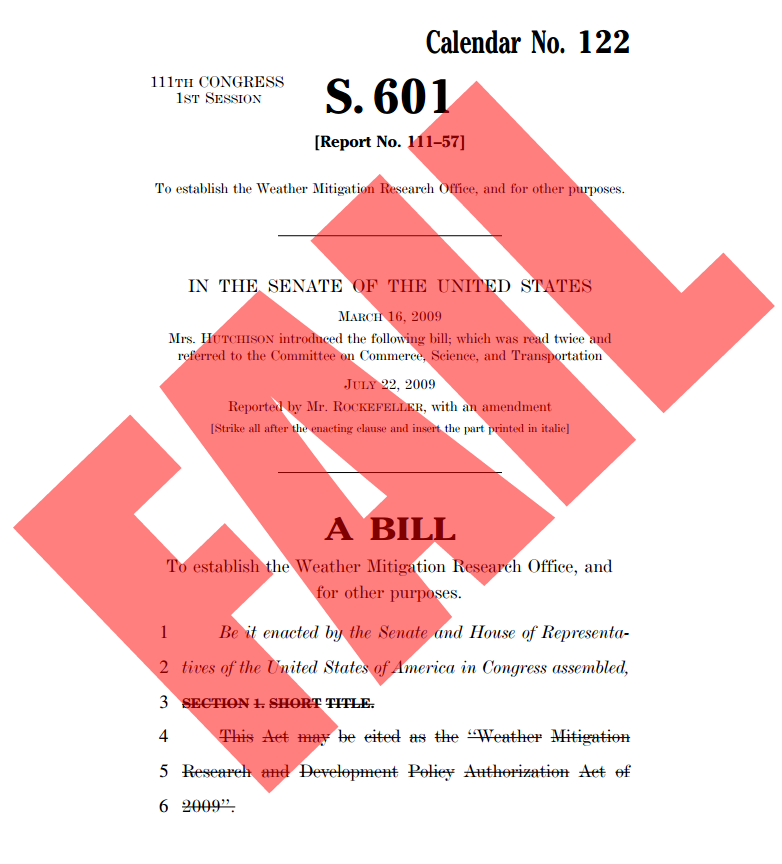 Calendar No. 122
111TH CONGRESS
1ST SESSION
S. 601
[Report No. 111–57]
To establish the Weather Mitigation Research Office, and for other purposes.
IN THE SENATE OF THE UNITED STATES
MARCH 16, 2009
Mrs. HUTCHISON introduced the following bill; which was read twice and
referred to the Committee on Commerce, Science, and Transportation
JULY 22, 2009
Reported by Mr. ROCKEFELLER, with an amendment
[Strike all after the enacting clause and insert the part printed in italic]
A BILL
To establish the Weather Mitigation Research Office, and
for other purposes.
1 Be it enacted by the Senate and House of Representa-
2 tives of the United States of America in Congress assembled,
3 SECTION 1. SHORT TITLE.
4 This Act may be cited as the “Weather Mitigation
5 Research and Development Policy Authorization Act of
6 2009”.
FAIL